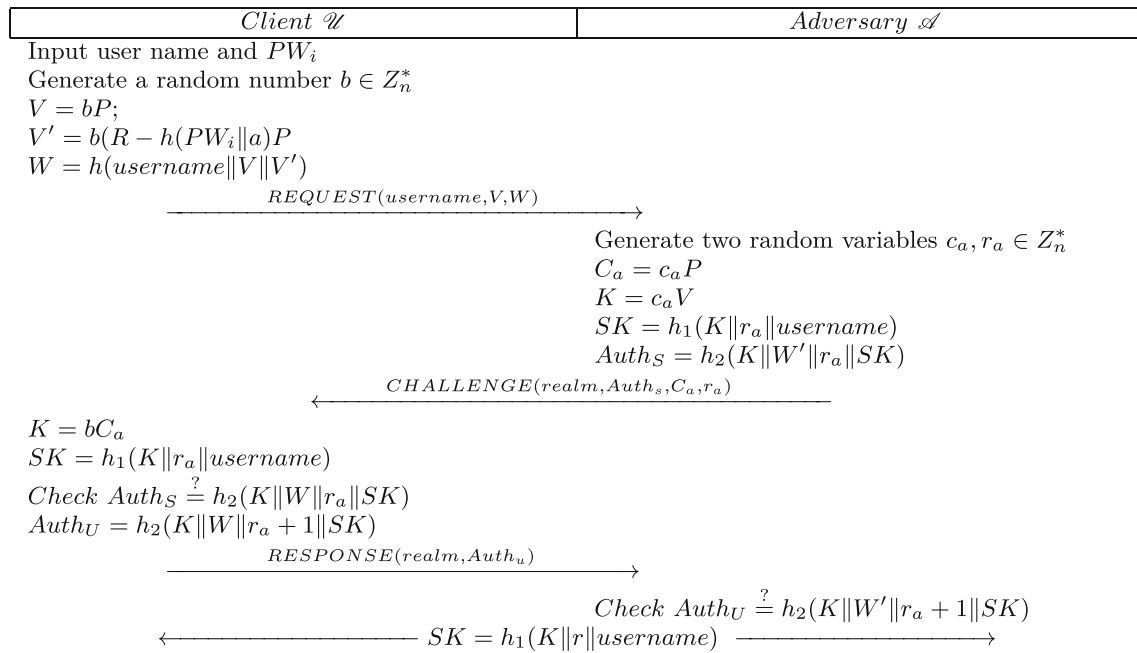 Client 𝒰 Adversary 𝒜
Input user name and PW_i
Generate a random number b ∈ Z_n^*
V = bP;
V′ = b(R − h(PW_i∥a)P
W = h(username∥V∥V′)
REQUEST(username,V,W)
Generate two random variables c_a, r_a ∈ Z_n^*
C_a = c_aP
K = c_aV
SK = h_1(K∥r_a∥username)
Auth_S = h_2(K∥W′∥r_a∥SK)
CHALLENGE(realm,Auth_s,C_a,r_a)
K = bC_a
SK = h_1(K∥r_a∥username)
Check Auth_S ?= h_2(K∥W∥r_a∥SK)
Auth_U = h_2(K∥W∥r_a + 1∥SK)
RESPONSE(realm,Auth_u)
Check Auth_U ?= h_2(K∥W′∥r_a + 1∥SK)
SK = h_1(K∥r∥username)